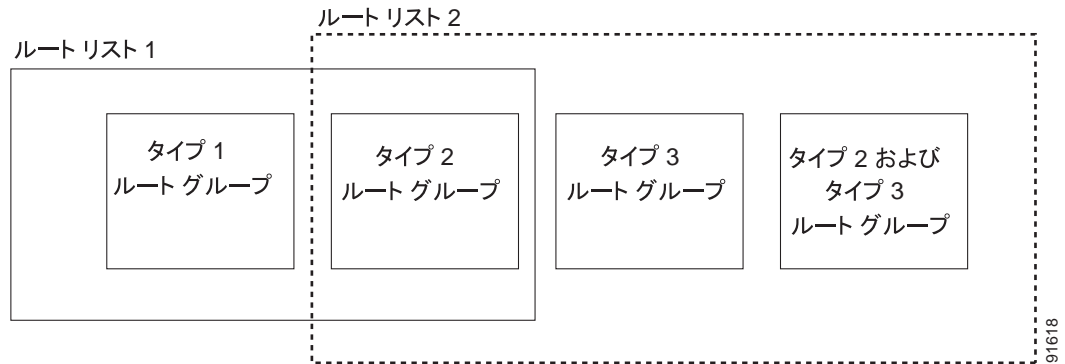 ルート リスト 2
ルート リスト 1
タイプ 1
ルート グループ
タイプ 2
ルート グループ
タイプ 3
ルート グループ
タイプ 2 および
タイプ 3
ルート グループ
91618